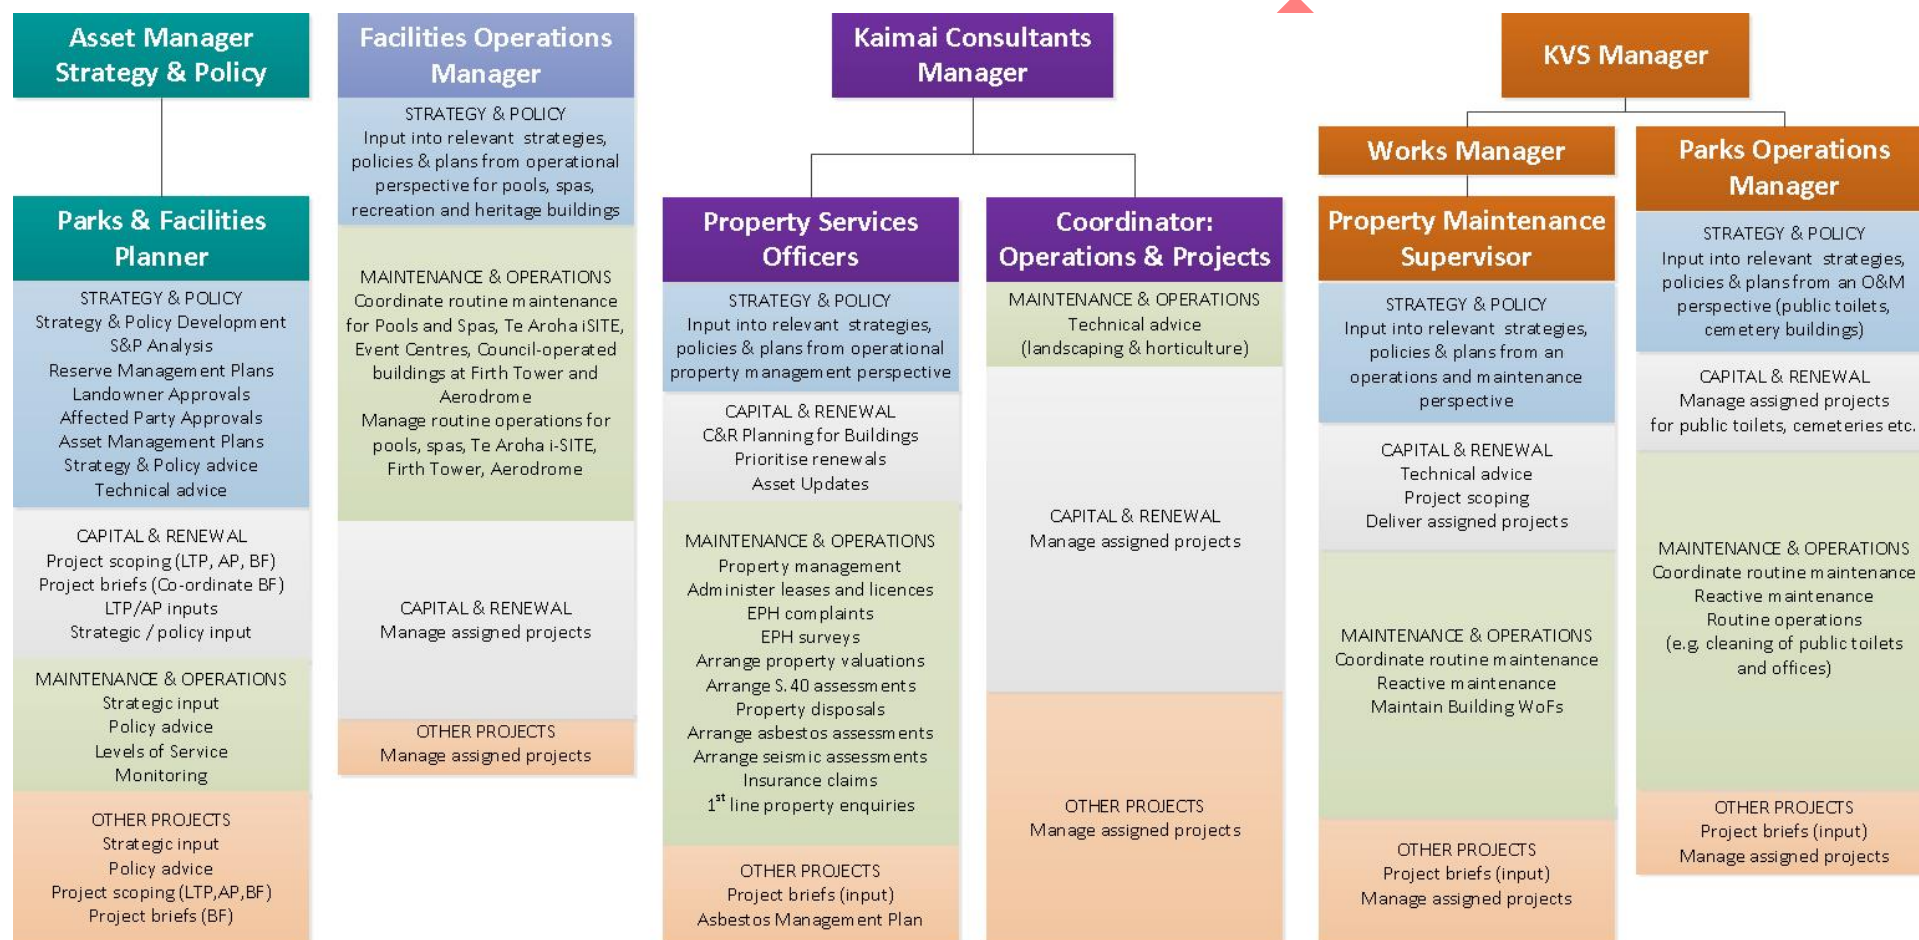 Asset Manager
Strategy & Policy
Parks & Facilities
Planner
STRATEGY & POLICY
Strategy & Policy Development
S&P Analysis
Reserve Management Plans
Landowner Approvals
Affected Party Approvals
Asset Management Plans
Strategy & Policy advice
Technical advice
CAPITAL & RENEWAL
Project scoping (LTP, AP, BF)
Project briefs (Co-ordinate BF)
LTP/AP inputs
Strategic / policy input
MAINTENANCE & OPERATIONS
Strategic input
Policy advice
Levels of Service
Monitoring
OTHER PROJECTS
Strategic input
Policy advice
Project scoping (LTP,AP,BF)
Project briefs (BF)
Facilities Operations
Manager
STRATEGY & POLICY
Input into relevant strategies,
policies & plans from operational
perspective for pools, spas,
recreation and heritage buildings
MAINTENANCE & OPERATIONS
Coordinate routine maintenance
for Pools and Spas, Te Aroha iSITE,
Event Centres, Council-operated
buildings at Firth Tower and
Aerodrome
Manage routine operations for
pools, spas, Te Aroha i-SITE,
Firth Tower, Aerodrome
CAPITAL & RENEWAL
Manage assigned projects
OTHER PROJECTS
Manage assigned projects
Kaimai Consultants
Manager
Property Services
Officers
STRATEGY & POLICY
Input into relevant strategies,
policies & plans from operational
property management perspective
CAPITAL & RENEWAL
C&R Planning for Buildings
Prioritise renewals
Asset Updates
MAINTENANCE & OPERATIONS
Property management
Administer leases and licences
EPH complaints
EPH surveys
Arrange property valuations
Arrange S.40 assessments
Property disposals
Arrange asbestos assessments
Arrange seismic assessments
Insurance claims
1st line property enquiries
OTHER PROJECTS
Project briefs (input)
Asbestos Management Plan
Coordinator:
Operations & Projects
MAINTENANCE & OPERATIONS
Technical advice
(landscaping & horticulture)
CAPITAL & RENEWAL
Manage assigned projects
OTHER PROJECTS
Manage assigned projects
KVS Manager
Works Manager
Property Maintenance
Supervisor
STRATEGY & POLICY
Input into relevant strategies,
policies & plans from an
operations and maintenance
perspective
CAPITAL & RENEWAL
Technical advice
Project scoping
Deliver assigned projects
MAINTENANCE & OPERATIONS
Coordinate routine maintenance
Reactive maintenance
Maintain Building WoFs
OTHER PROJECTS
Project briefs (input)
Manage assigned projects
Parks Operations
Manager
STRATEGY & POLICY
Input into relevant strategies,
policies & plans from an O&M
perspective (public toilets,
cemetery buildings)
CAPITAL & RENEWAL
Manage assigned projects
for public toilets, cemeteries etc.
MAINTENANCE & OPERATIONS
Coordinate routine maintenance
Reactive maintenance
Routine operations
(e.g. cleaning of public toilets
and offices)
OTHER PROJECTS
Project briefs (input)
Manage assigned projects